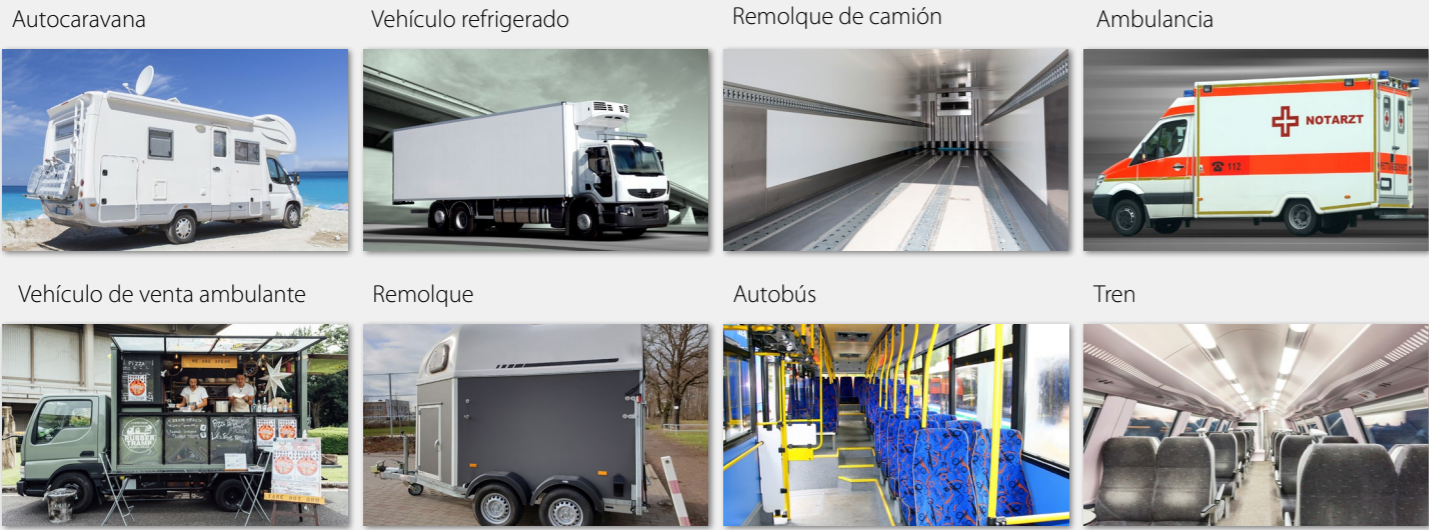 Autocaravana
Vehículo refrigerado
Remolque de camión
Ambulancia
NOTARZT
112
Vehículo de venta ambulante
Remolque
Autobús
Tren
PIZZA
RUBBER
TRAMP